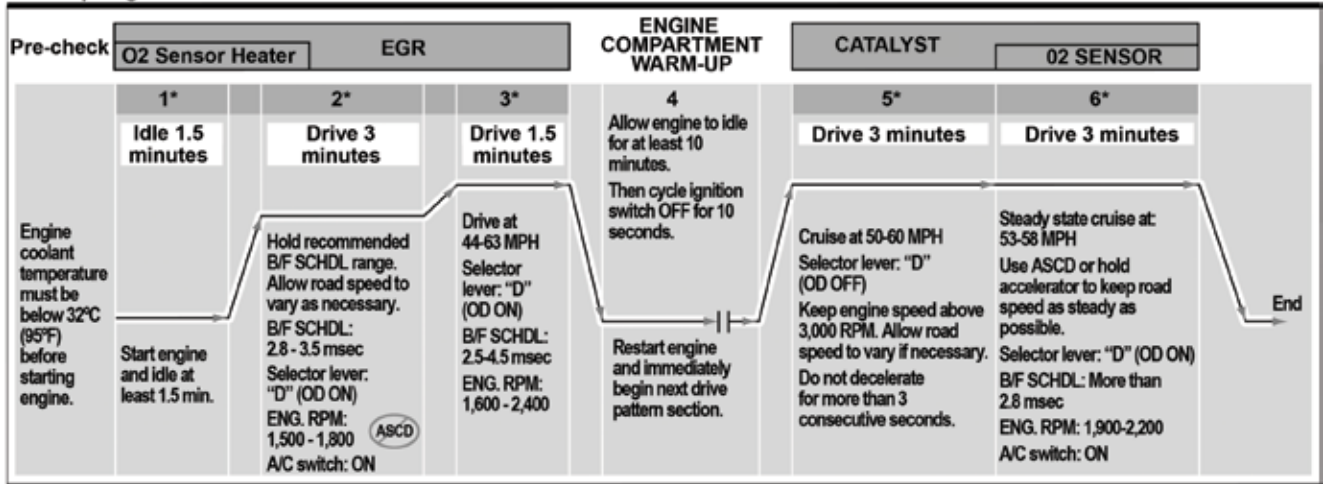 Pre-check
O2 Sensor Heater
EGR
ENGINE
COMPARTMENT
WARM-UP
CATALYST
02 SENSOR
Engine
coolant
temperature
must be
below 32ºC
(95ºF)
before
starting
engine.
1*
Idle 1.5
minutes
Start engine
and idle at
least 1.5 min.
2*
Drive 3
minutes
Hold recommended
B/F SCHDL range.
Allow road speed to
vary as necessary.
B/F SCHDL:
2.8 - 3.5 msec
Selector lever:
“D” (OD ON)
ENG. RPM:
1,500 - 1,800
ASCD
A/C switch: ON
3*
Drive 1.5
minutes
Drive at
44-63 MPH
Selector
lever: “D”
(OD ON)
B/F SCHDL:
2.5-4.5 msec
ENG. RPM:
1,600 - 2,400
4
Allow engine to idle
for at least 10
minutes.
Then cycle ignition
switch OFF for 10
seconds.
Restart engine
and immediately
begin next drive
pattern section.
5*
Drive 3 minutes
Cruise at 50-60 MPH
Selector lever: “D”
(OD OFF)
Keep engine speed above
3,000 RPM. Allow road
speed to vary if necessary.
Do not decelerate
for more than 3
consecutive seconds.
6*
Drive 3 minutes
Steady state cruise at:
53-58 MPH
Use ASCD or hold
accelerator to keep road
speed as steady as
possible.
Selector lever: “D” (OD ON)
B/F SCHDL: More than
2.8 msec
ENG. RPM: 1,900-2,200
A/C switch: ON
End